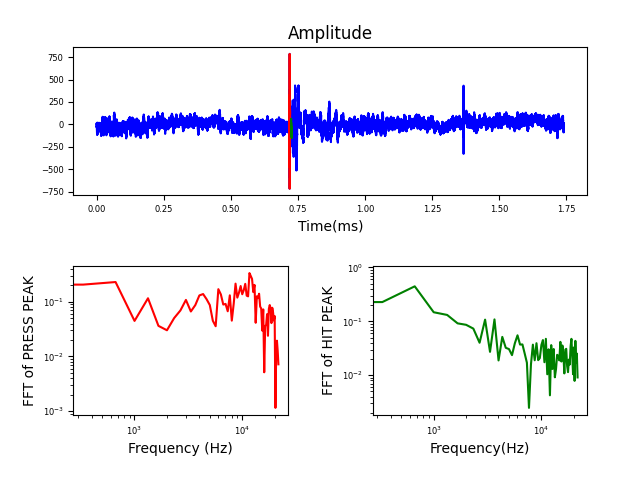 Amplitude
750
500
250
0
−250
−500
−750
0.00 0.25 0.50 0.75 1.00 1.25 1.50 1.75
Time(ms)
FFT of PRESS PEAK
10⁻¹
10⁻²
10⁻³
10³ 10⁴
Frequency (Hz)
FFT of HIT PEAK
10⁰
10⁻¹
10⁻²
10³ 10⁴
Frequency(Hz)